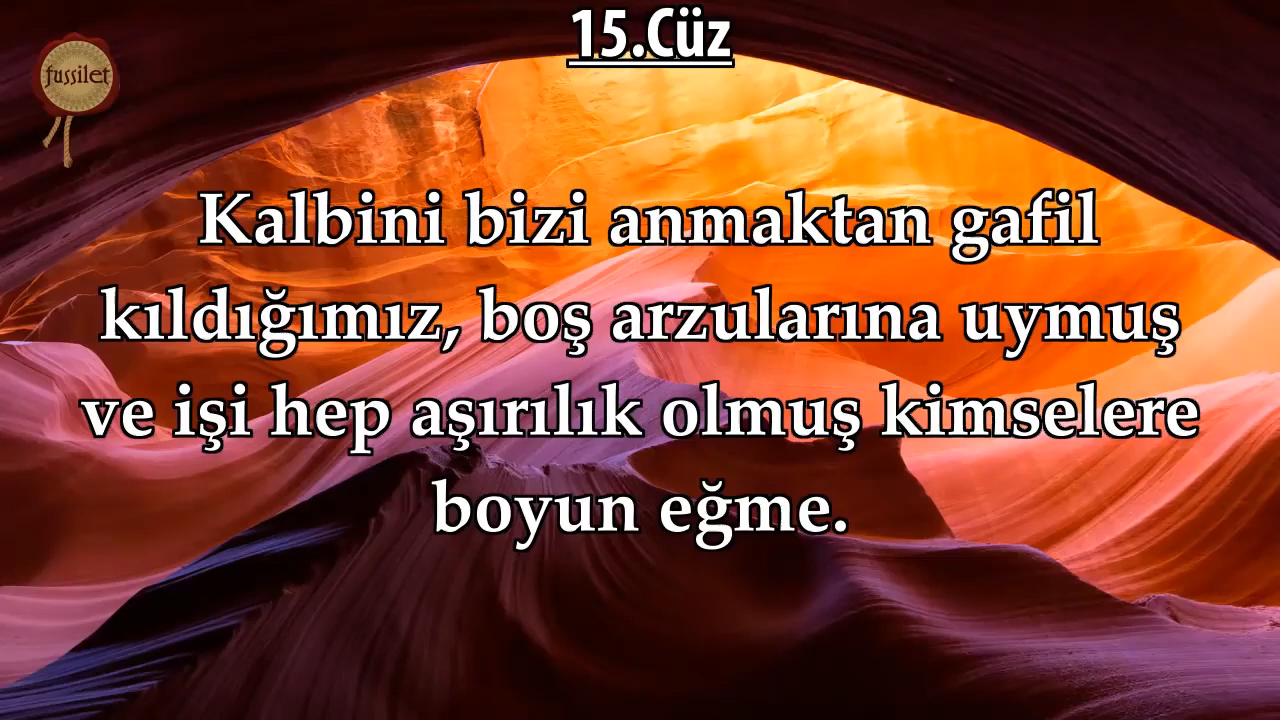 15.Cüz
fussilet
Kalbini bizi anmaktan gafil
kıldığımız, boş arzularına uymuş
ve işi hep aşırılık olmuş kimselere
boyun eğme.